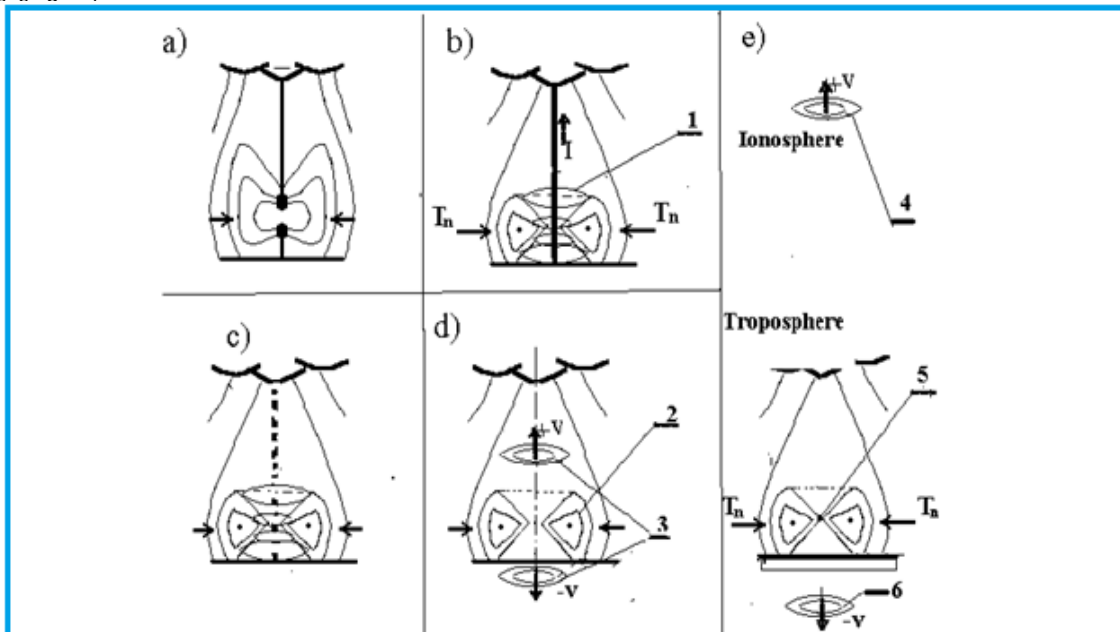 a)
b)
e)
+V
1
I
Ionosphere
4
Tn
Tn
Troposphere
c)
d)
+V
2
5
3
Tn
Tn
-v
6
-v